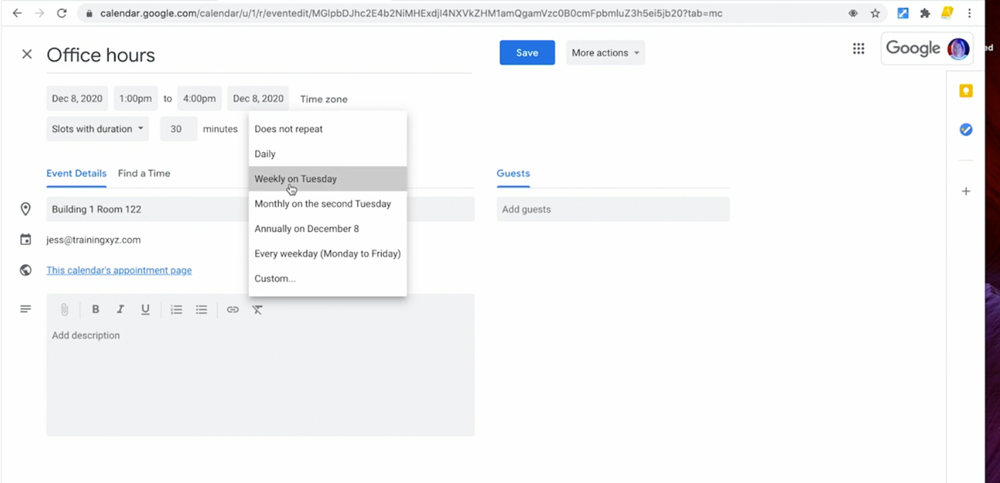 calendar.google.com/calendar/u/1/r/eventedit/MGlpbDJhc2E4b2NiMHExdjI4NXVkZHM1amQgamVzc0B0cmFpbmluZ3h5ei5jb20?tab=mc
Office hours
Save
More actions
Google
ed
Dec 8, 2020 1:00pm to 4:00pm Dec 8, 2020 Time zone
Slots with duration 30 minutes
Does not repeat
Daily
Weekly on Tuesday
Monthly on the second Tuesday
Annually on December 8
Every weekday (Monday to Friday)
Custom...
Event Details Find a Time
Guests
Building 1 Room 122
Add guests
jess@trainingxyz.com
This calendar's appointment page
B I U
Add description